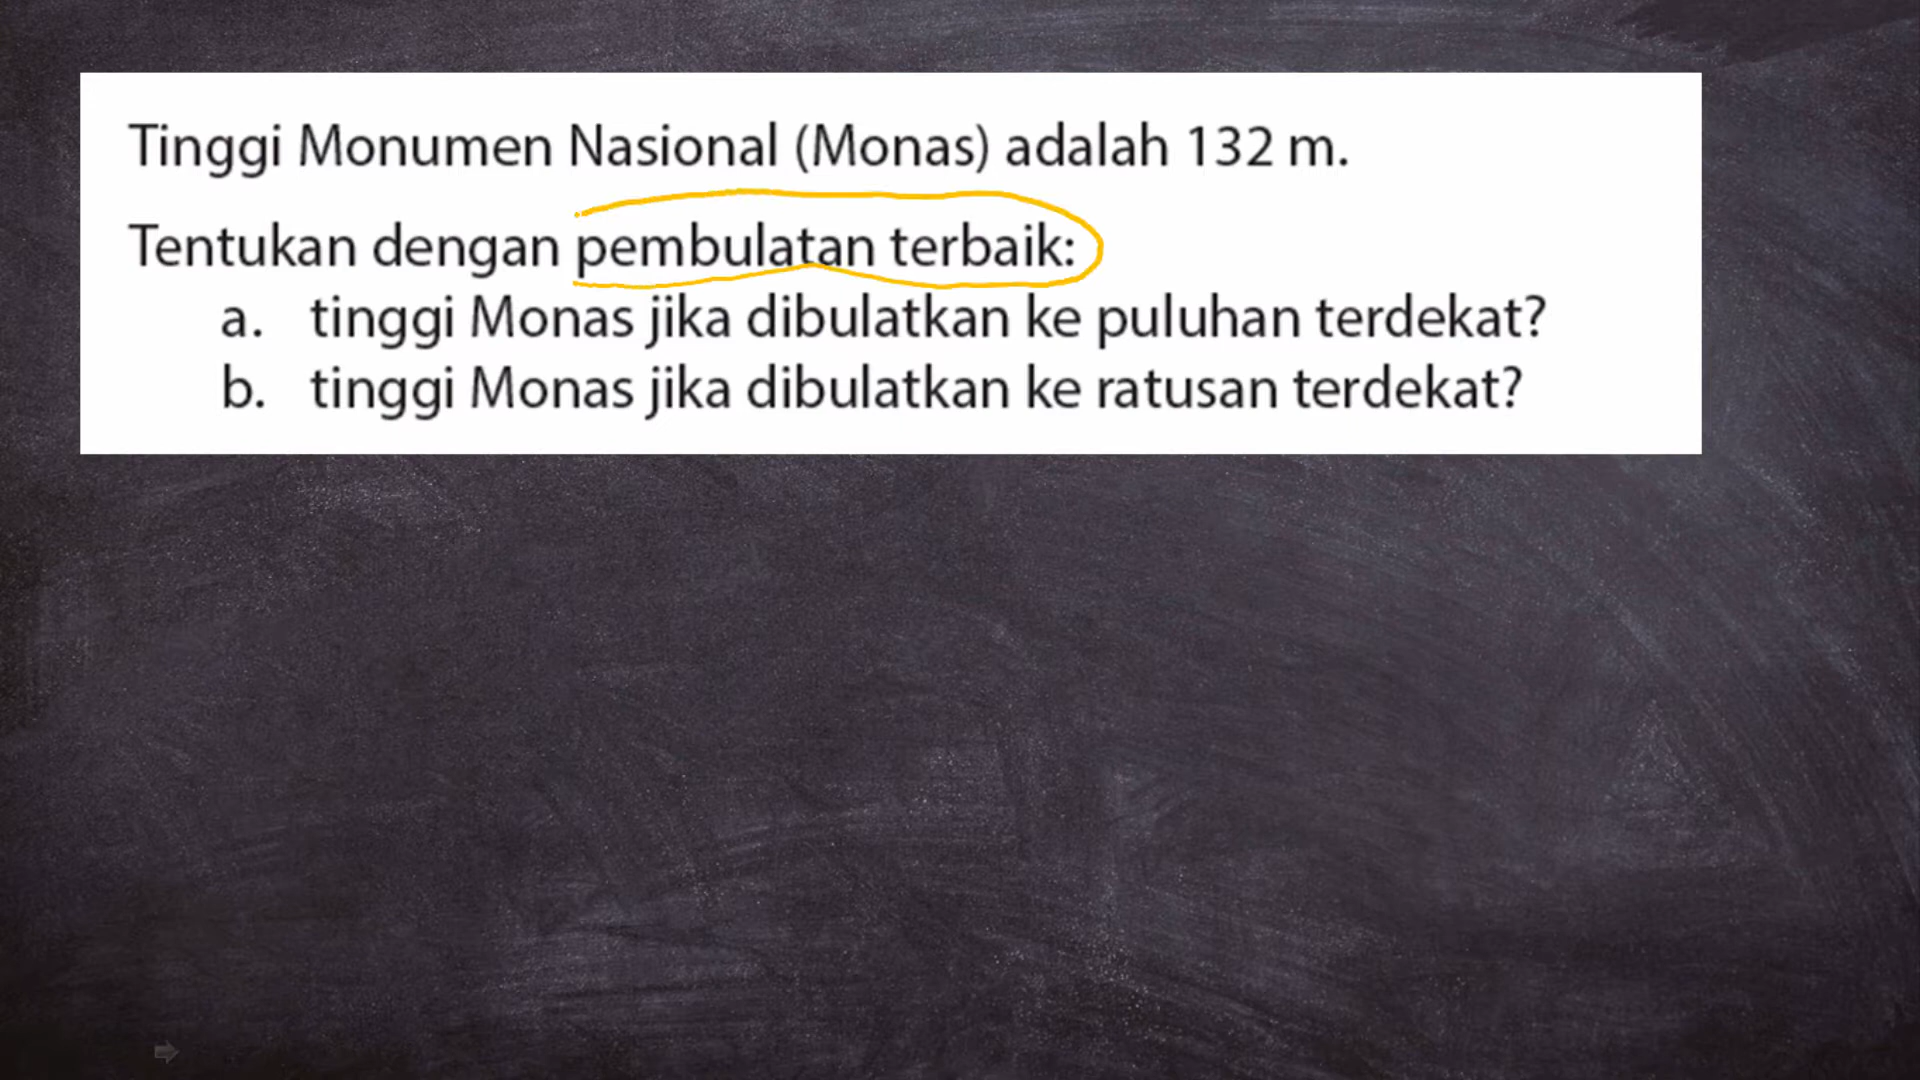 Tinggi Monumen Nasional (Monas) adalah 132 m.
Tentukan dengan pembulatan terbaik:
a. tinggi Monas jika dibulatkan ke puluhan terdekat?
b. tinggi Monas jika dibulatkan ke ratusan terdekat?